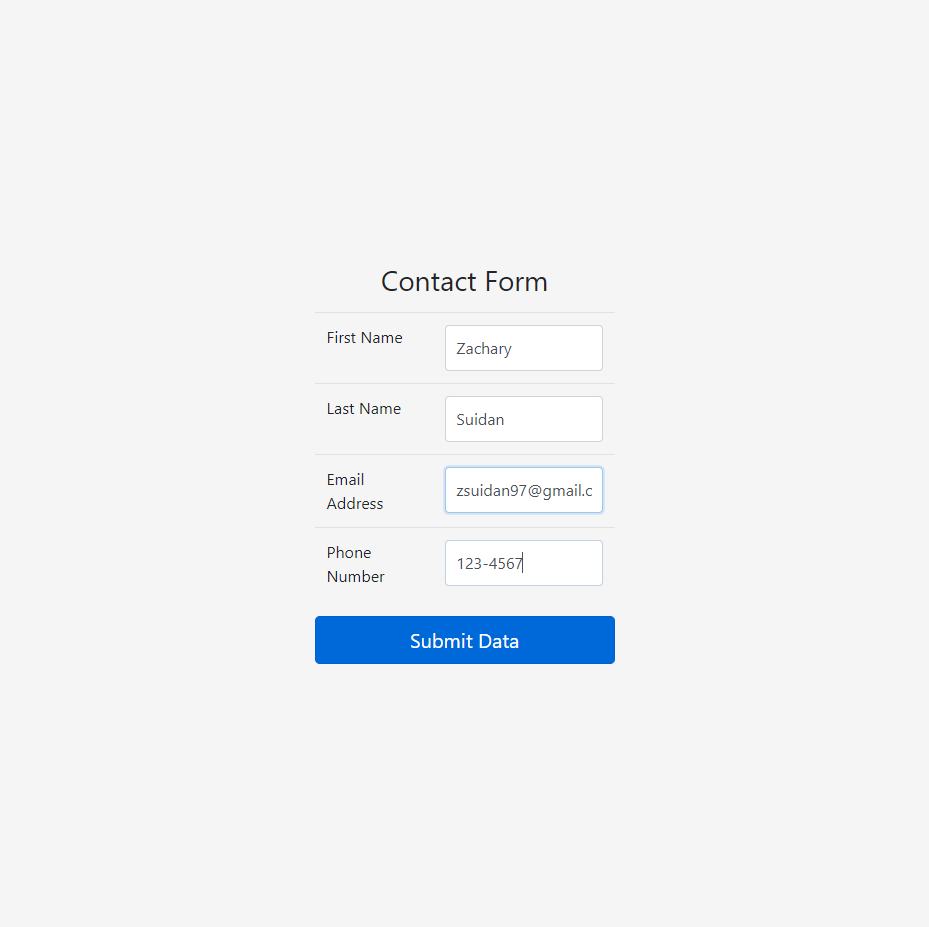 Contact Form
First Name
Zachary
Last Name
Suidan
Email
Address
zsuidan97@gmail.c
Phone
Number
123-4567
Submit Data